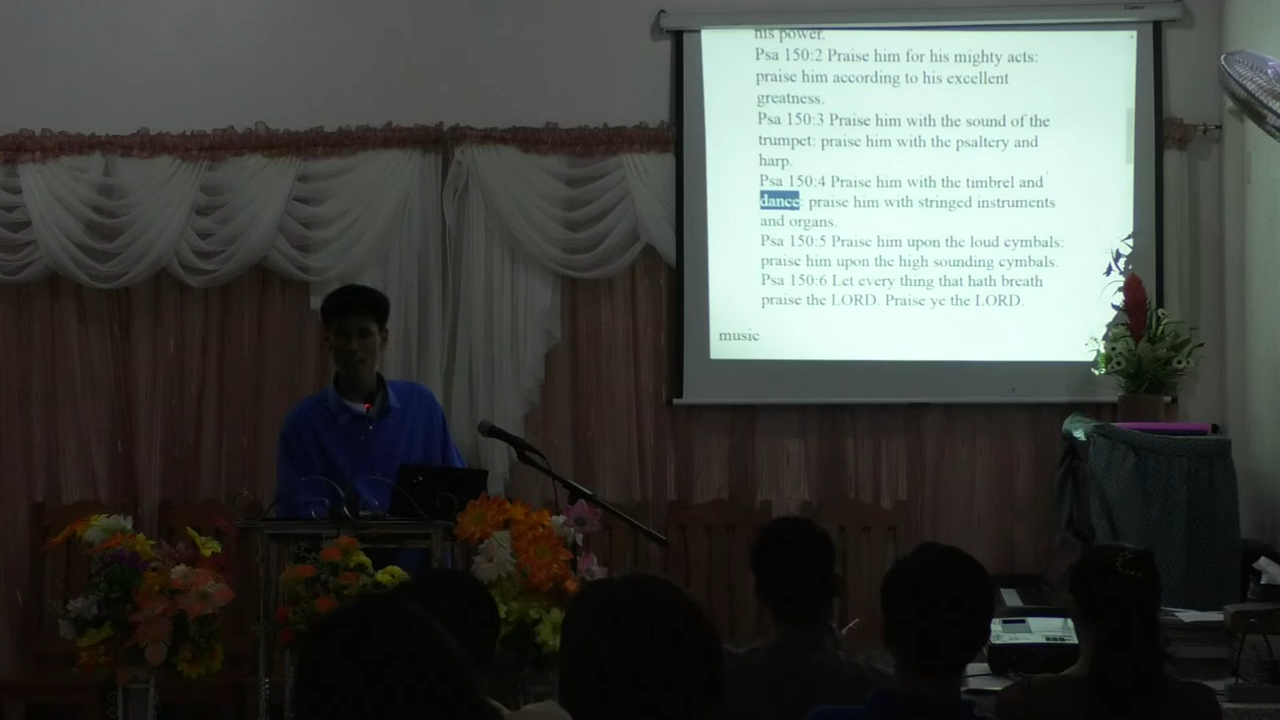 his power.
Psa 150:2 Praise him for his mighty acts:
praise him according to his excellent
greatness.
Psa 150:3 Praise him with the sound of the
trumpet: praise him with the psaltery and
harp.
Psa 150:4 Praise him with the timbrel and
dance: praise him with stringed instruments
and organs.
Psa 150:5 Praise him upon the loud cymbals:
praise him upon the high sounding cymbals.
Psa 150:6 Let every thing that hath breath
praise the LORD. Praise ye the LORD.
music